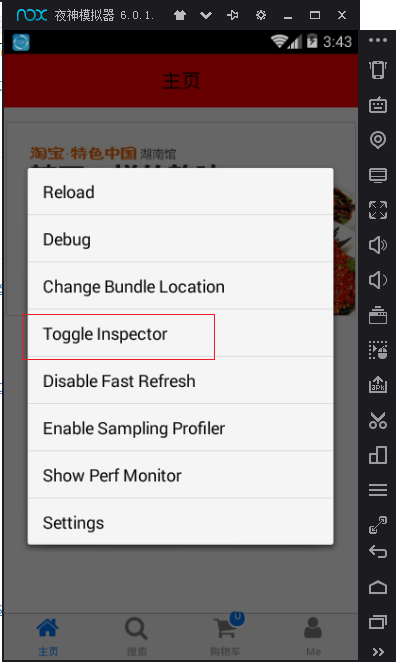 nox 夜神模拟器 6.0.1.
3:43
主页
淘宝·特色中国 湖南馆
Reload
Debug
Change Bundle Location
Toggle Inspector
Disable Fast Refresh
Enable Sampling Profiler
Show Perf Monitor
Settings
0
主页
搜索
购物车
Me